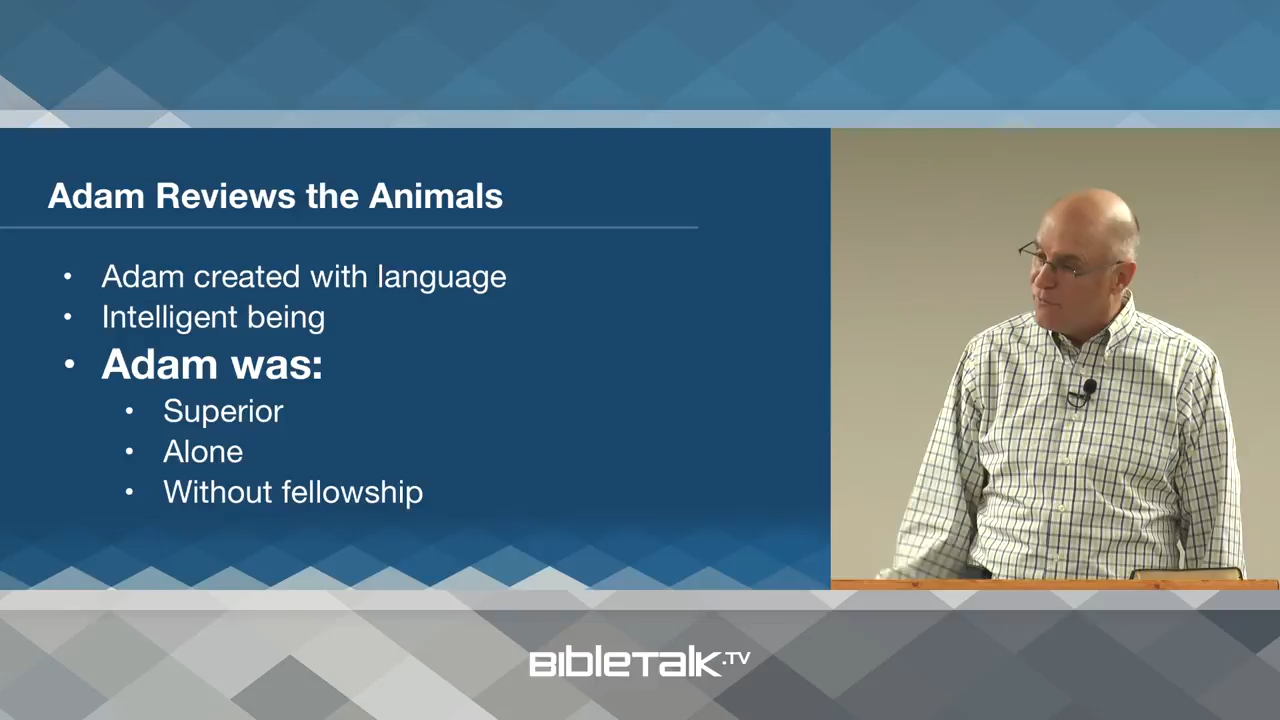 Adam Reviews the Animals
• Adam created with language
• Intelligent being
• Adam was:
• Superior
• Alone
• Without fellowship
BibleTalk.TV